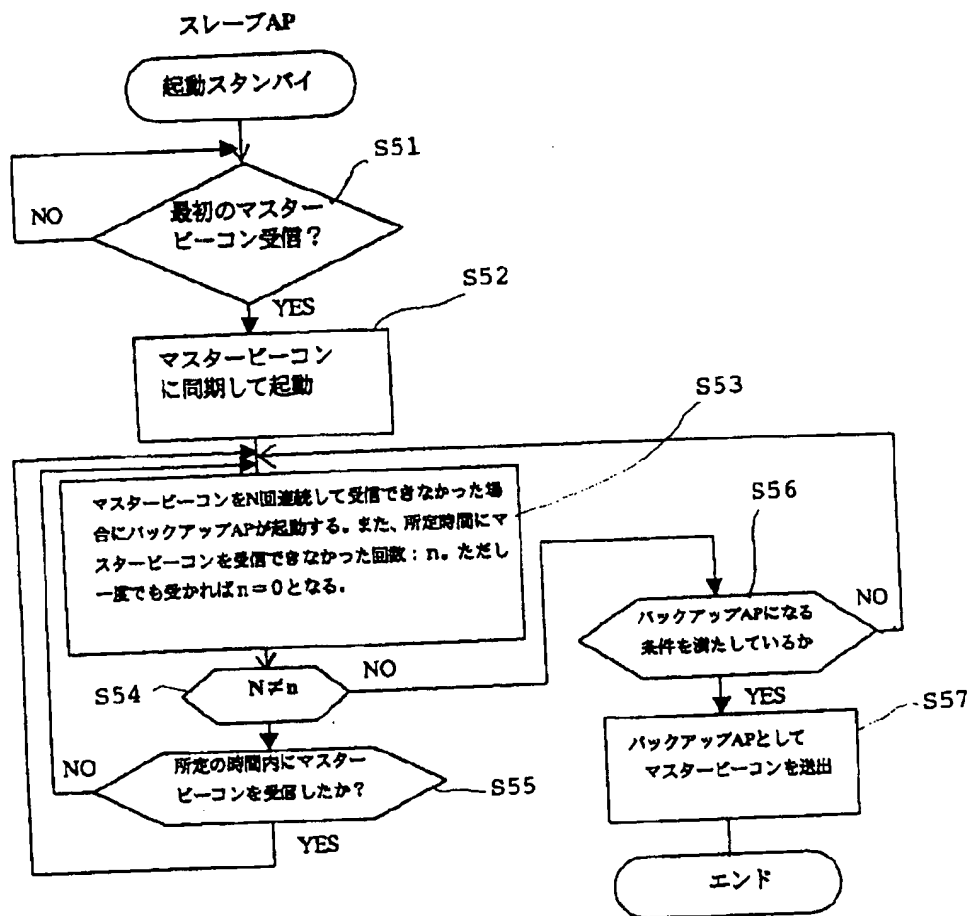 スレーブAP
起動スタンバイ
S51
最初のマスター
ビーコン受信？
NO
YES
S52
マスタービーコン
に同期して起動
S53
マスタービーコンをN回連続して受信できなかった場
合にバックアップAPが起動する。また、所定時間にマ
スタービーコンを受信できなかった回数：n。ただし
一度でも受かればn＝0となる。
S54
N≠n
NO
所定の時間内にマスター
ビーコンを受信したか？
S55
NO
YES
S56
バックアップAPになる
条件を満たしているか
NO
YES
S57
バックアップAPとして
マスタービーコンを送出
エンド